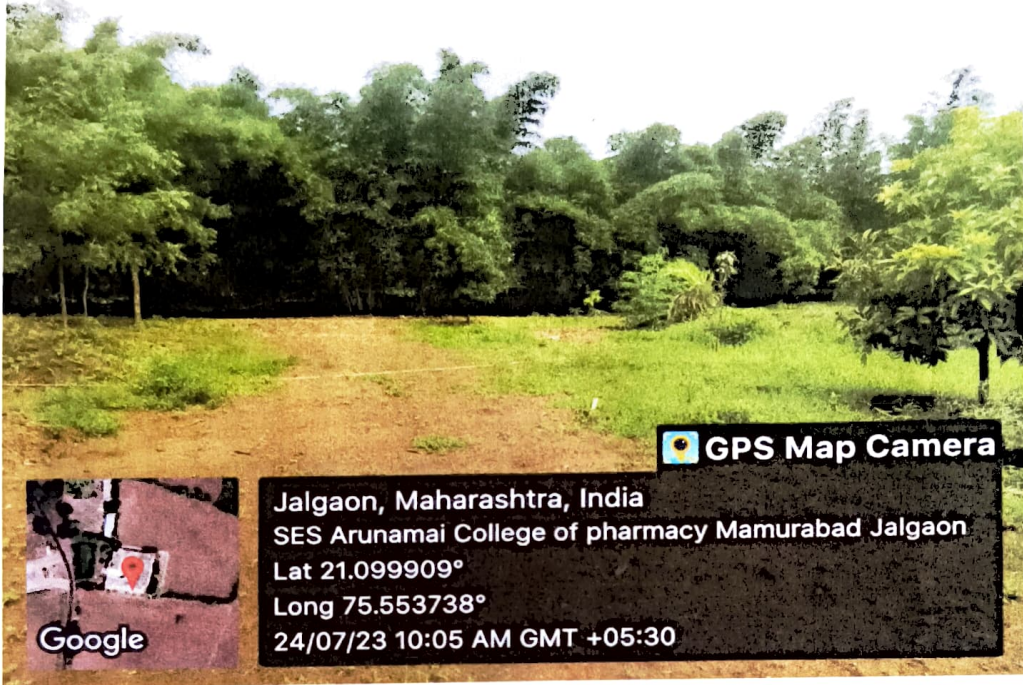 GPS Map Camera
Jalgaon, Maharashtra, India
SES Arunamai College of pharmacy Mamurabad Jalgaon
Lat 21.099909°
Long 75.553738°
24/07/23 10:05 AM GMT +05:30
Google